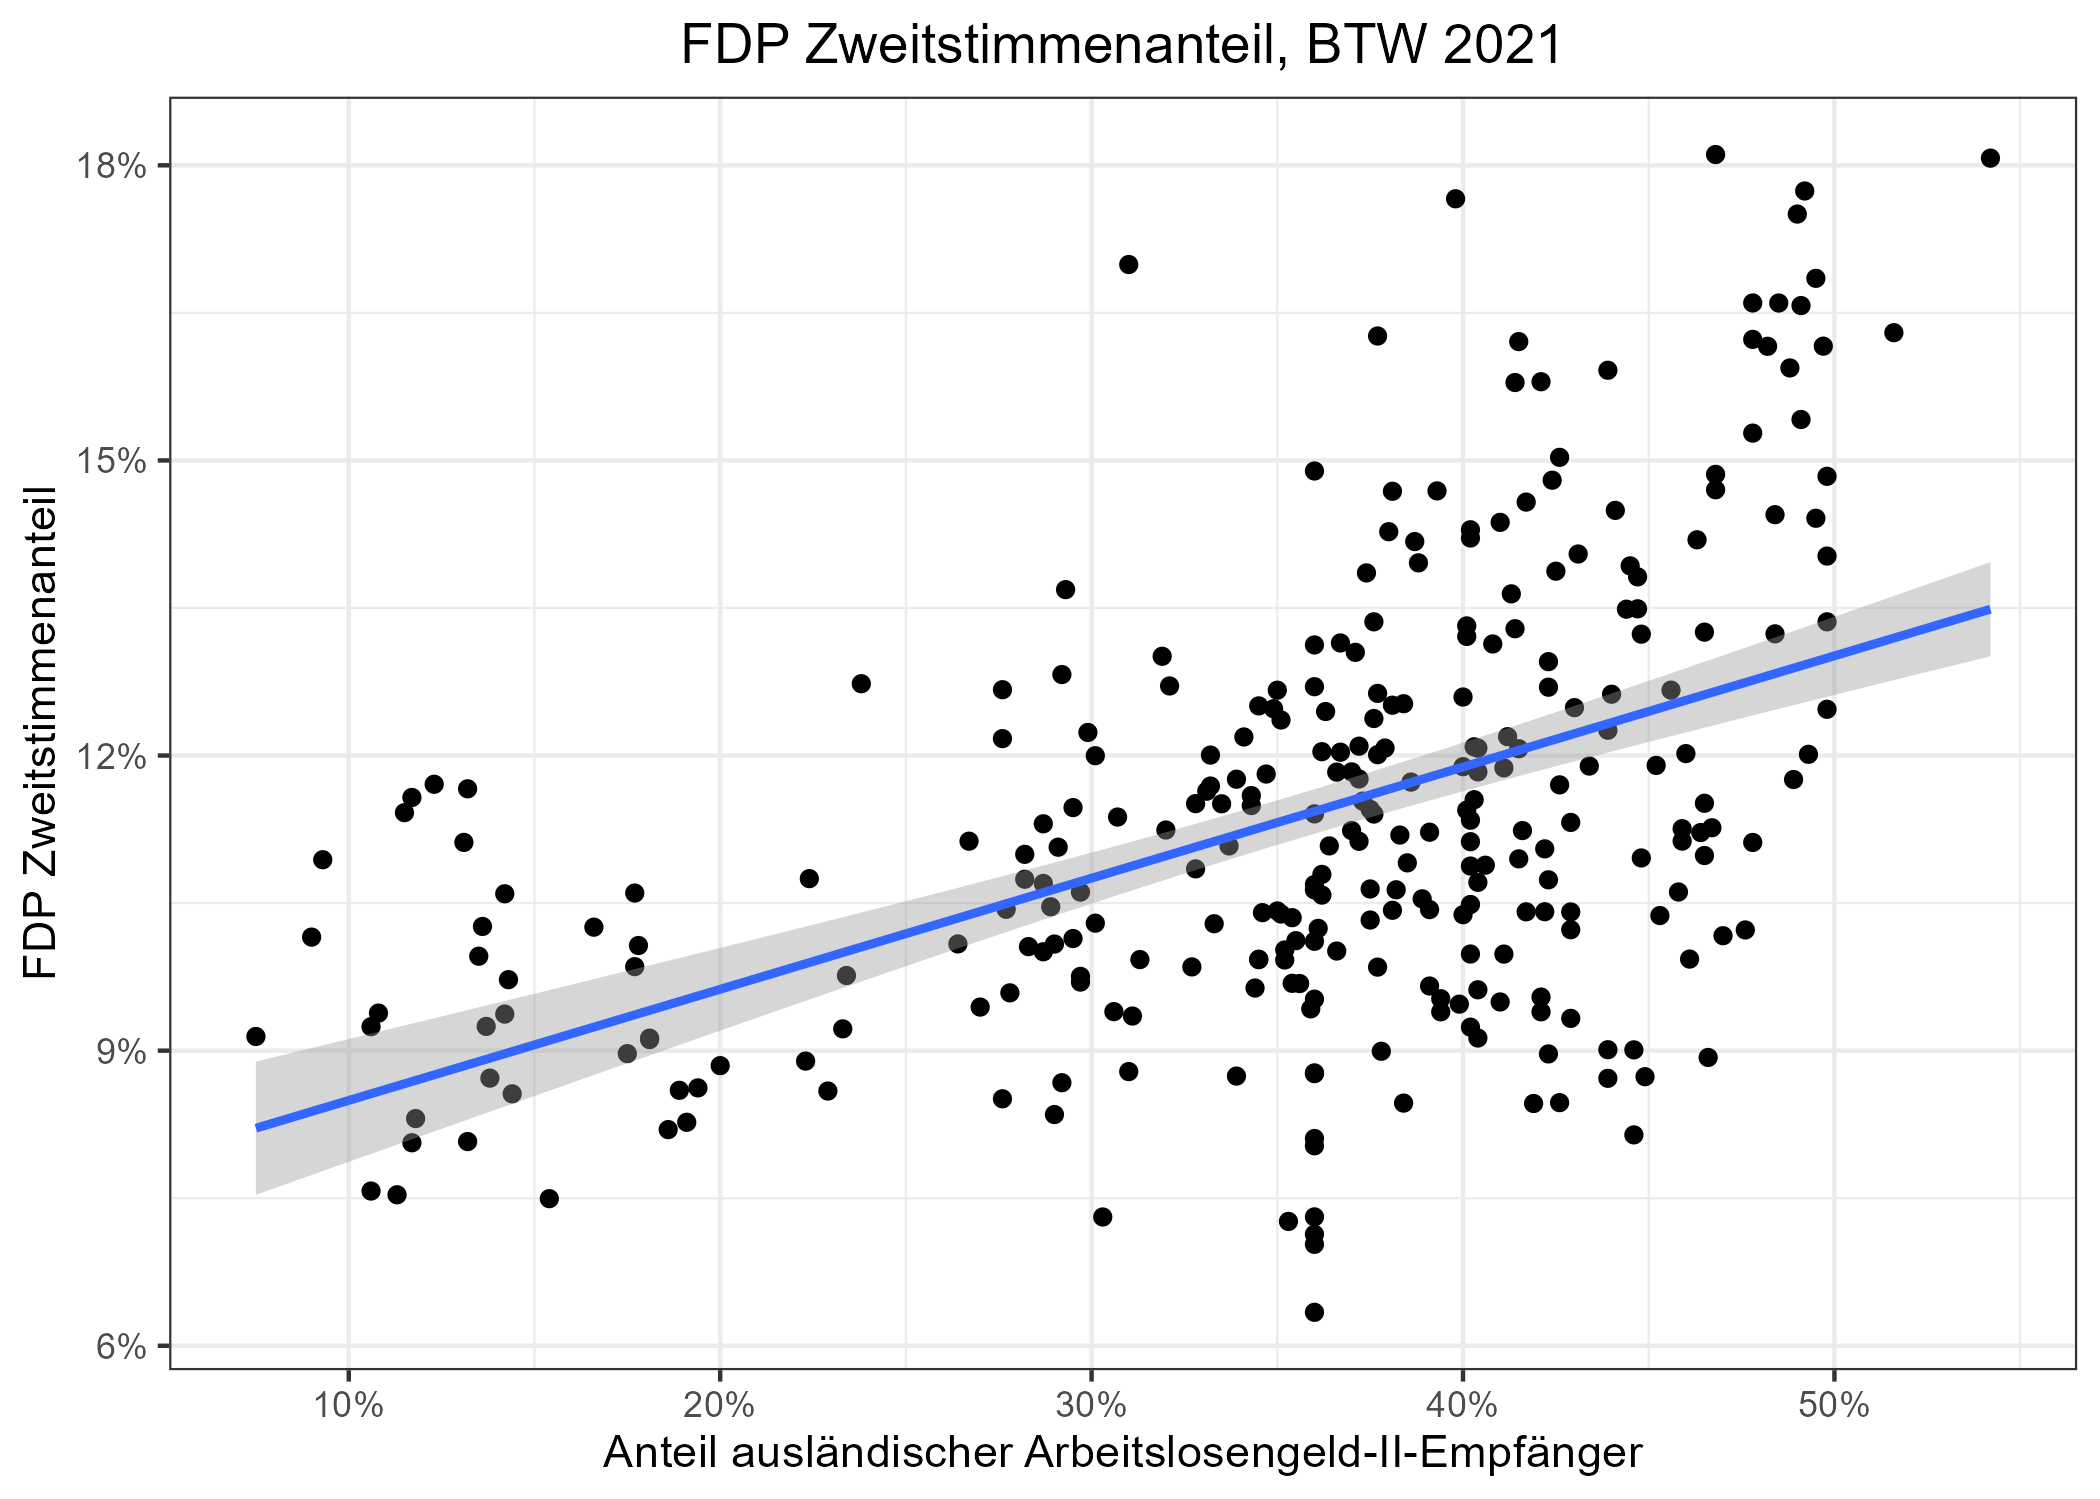 FDP Zweitstimmenanteil, BTW 2021
FDP Zweitstimmenanteil
18%
15%
12%
9%
6%
10% 20% 30% 40% 50%
Anteil ausländischer Arbeitslosengeld-II-Empfänger